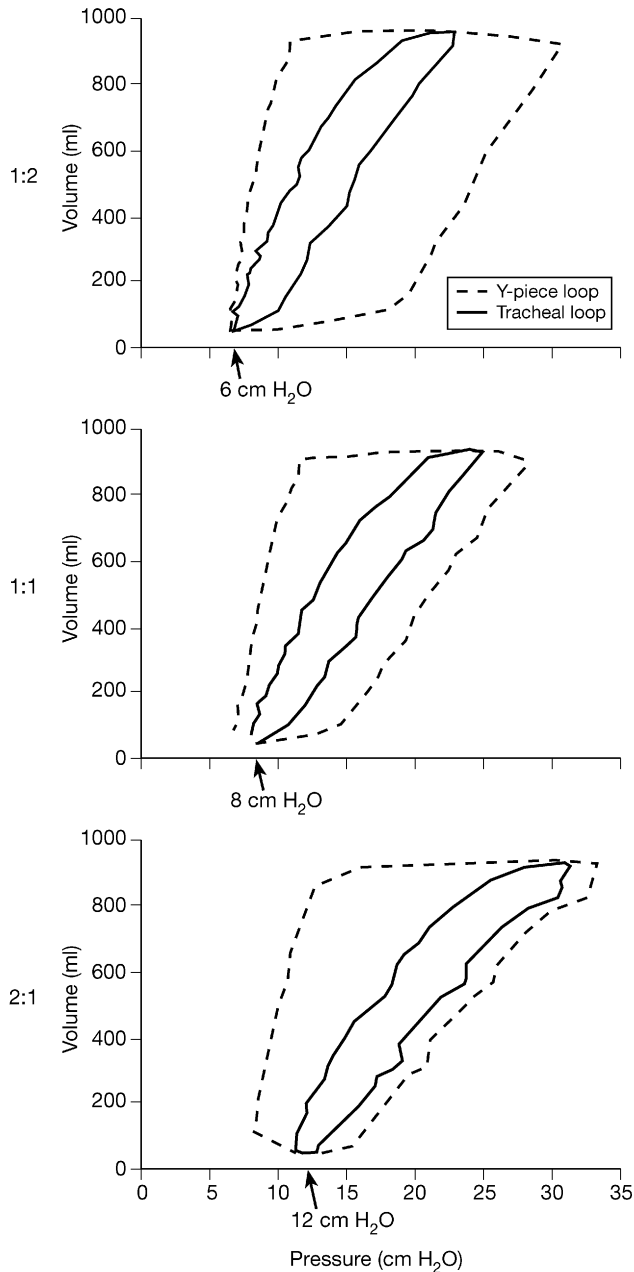 1:2
Volume (ml)
1000
800
600
400
200
0
Y-piece loop
Tracheal loop
6 cm H₂O
1:1
Volume (ml)
1000
800
600
400
200
0
8 cm H₂O
2:1
Volume (ml)
1000
800
600
400
200
0
0 5 10 15 20 25 30 35
12 cm H₂O
Pressure (cm H₂O)